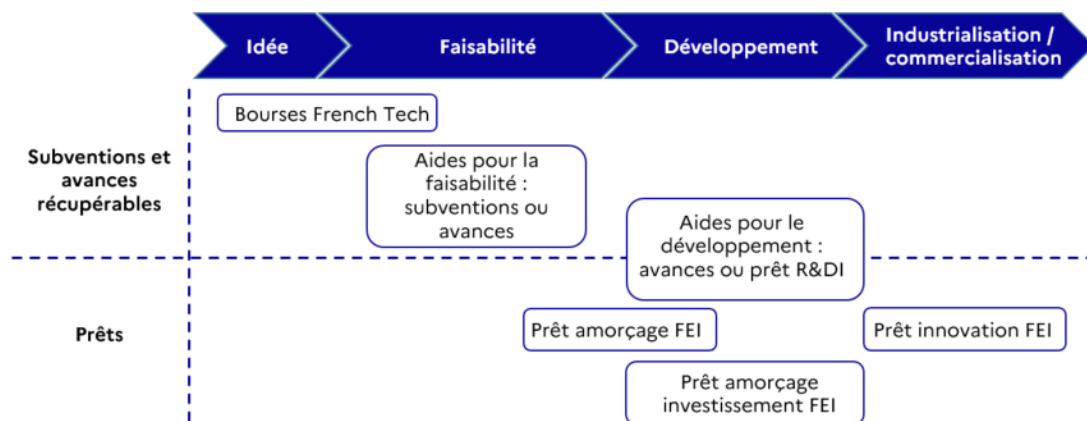 Idée
Faisabilité
Développement
Industrialisation /
commercialisation
Bourses French Tech
Subventions et
avances
récupérables
Aides pour la
faisabilité :
subventions ou
avances
Aides pour le
développement :
avances ou prêt R&DI
Prêts
Prêt amorçage FEI
Prêt innovation FEI
Prêt amorçage
investissement FEI